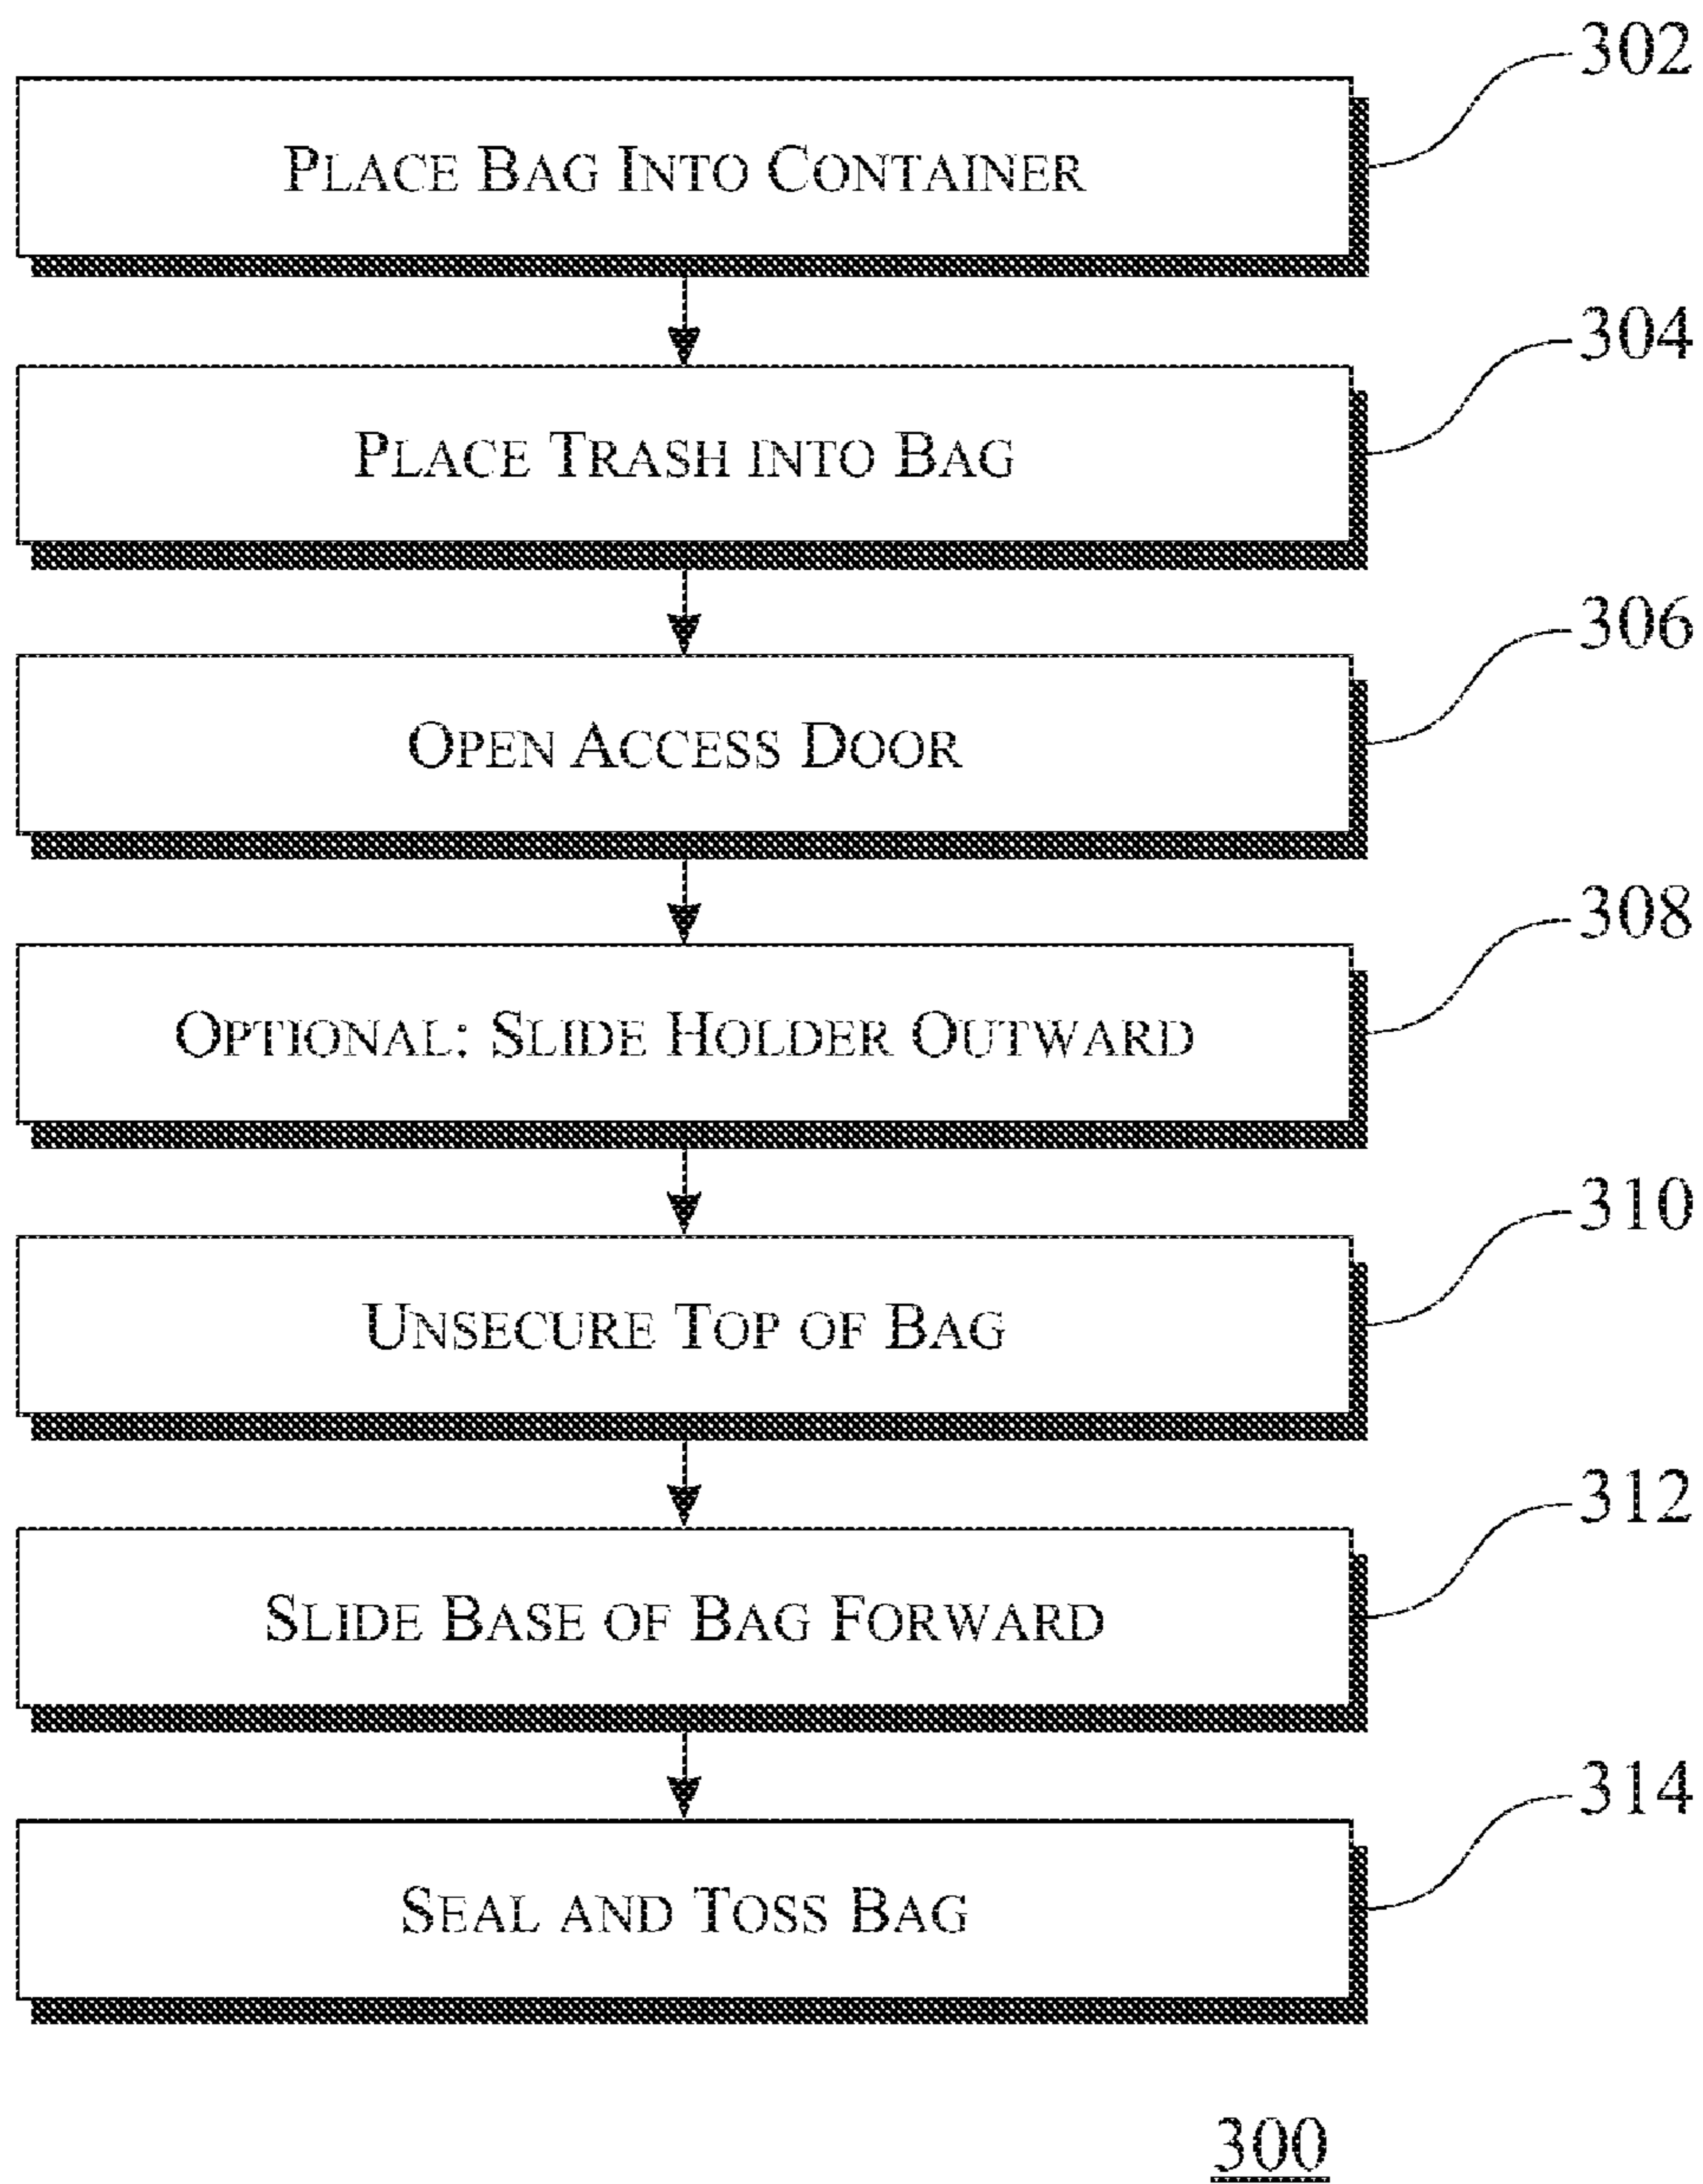 302
PLACE BAG INTO CONTAINER
304
PLACE TRASH INTO BAG
306
OPEN ACCESS DOOR
308
OPTIONAL: SLIDE HOLDER OUTWARD
310
UNSECURE TOP OF BAG
312
SLIDE BASE OF BAG FORWARD
314
SEAL AND TOSS BAG
300